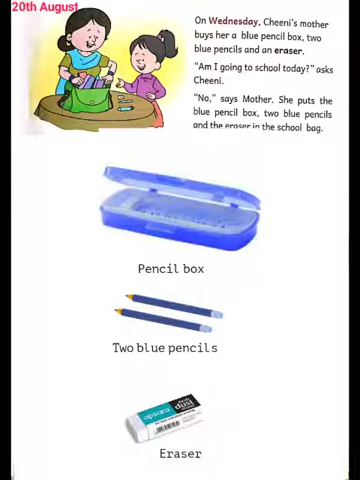 20th August
On Wednesday, Cheeni's mother
buys her a blue pencil box, two
blue pencils and an eraser.
"Am I going to school today?" asks
Cheeni.
"No," says Mother. She puts the
blue pencil box, two blue pencils
and the eraser in the school bag.
Pencil box
Two blue pencils
apsara
non
dust
Eraser